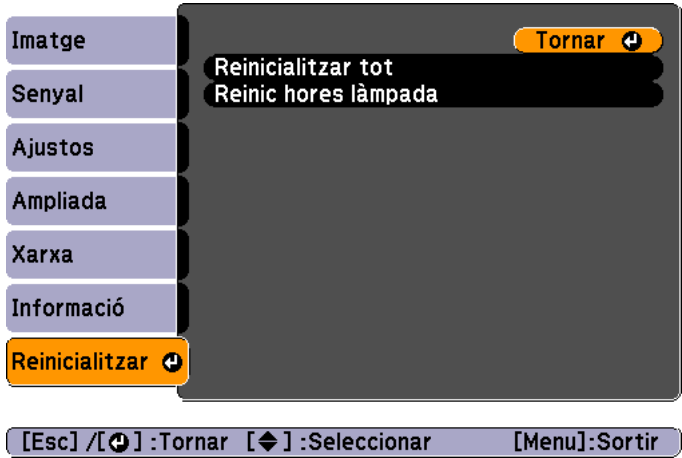 Imatge
Senyal
Ajustos
Ampliada
Xarxa
Informació
Reinicialitzar
Tornar
Reinicialitzar tot
Reinic hores làmpada
[Esc] /[ ] :Tornar [ ] :Seleccionar [Menu]:Sortir